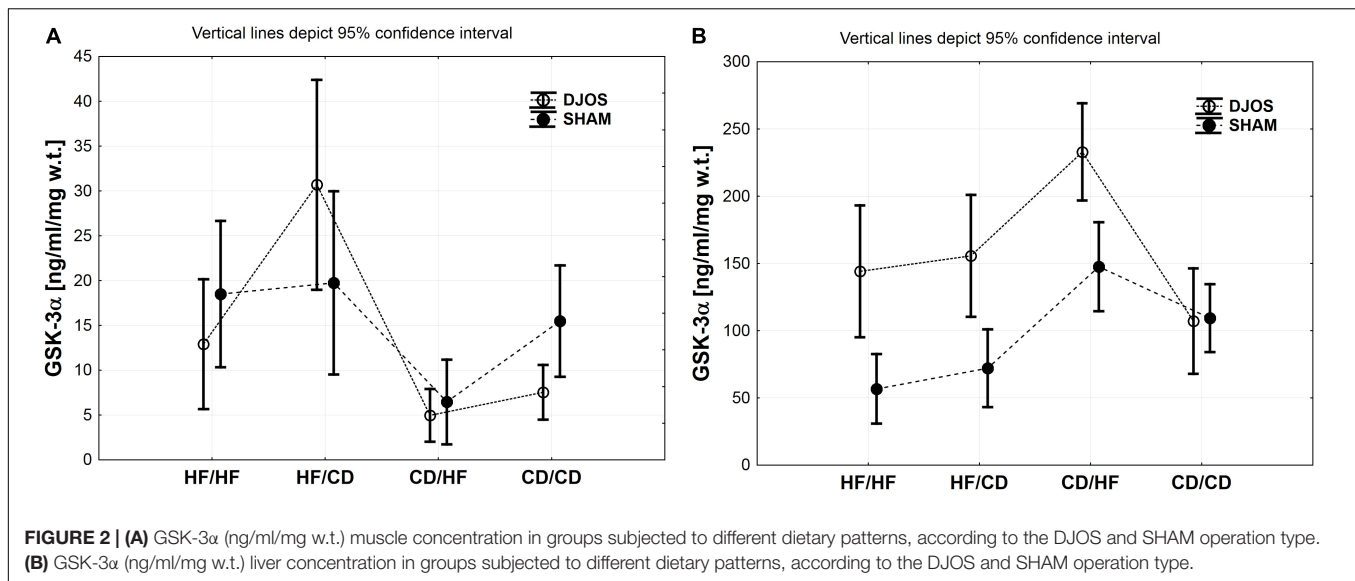 A
Vertical lines depict 95% confidence interval
45
40
35
30
25
20
15
10
5
0
GSK-3α [ng/ml/mg w.t.]
DJOS
SHAM
HF/HF HF/CD CD/HF CD/CD
B
Vertical lines depict 95% confidence interval
300
250
200
150
100
50
0
GSK-3α [ng/ml/mg w.t.]
DJOS
SHAM
HF/HF HF/CD CD/HF CD/CD
FIGURE 2 | (A) GSK-3α (ng/ml/mg w.t.) muscle concentration in groups subjected to different dietary patterns, according to the DJOS and SHAM operation type.
(B) GSK-3α (ng/ml/mg w.t.) liver concentration in groups subjected to different dietary patterns, according to the DJOS and SHAM operation type.